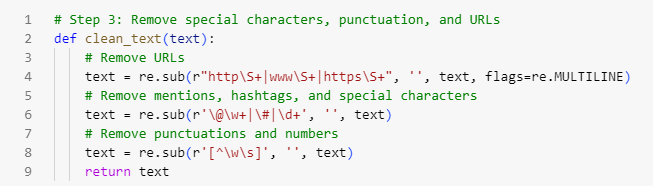 1 # Step 3: Remove special characters, punctuation, and URLs
2 def clean_text(text):
3     # Remove URLs
4     text = re.sub(r"http\S+|www\S+|https\S+", '', text, flags=re.MULTILINE)
5     # Remove mentions, hashtags, and special characters
6     text = re.sub(r'\@\w+|\#|\d+', '', text)
7     # Remove punctuations and numbers
8     text = re.sub(r'[^\w\s]', '', text)
9     return text